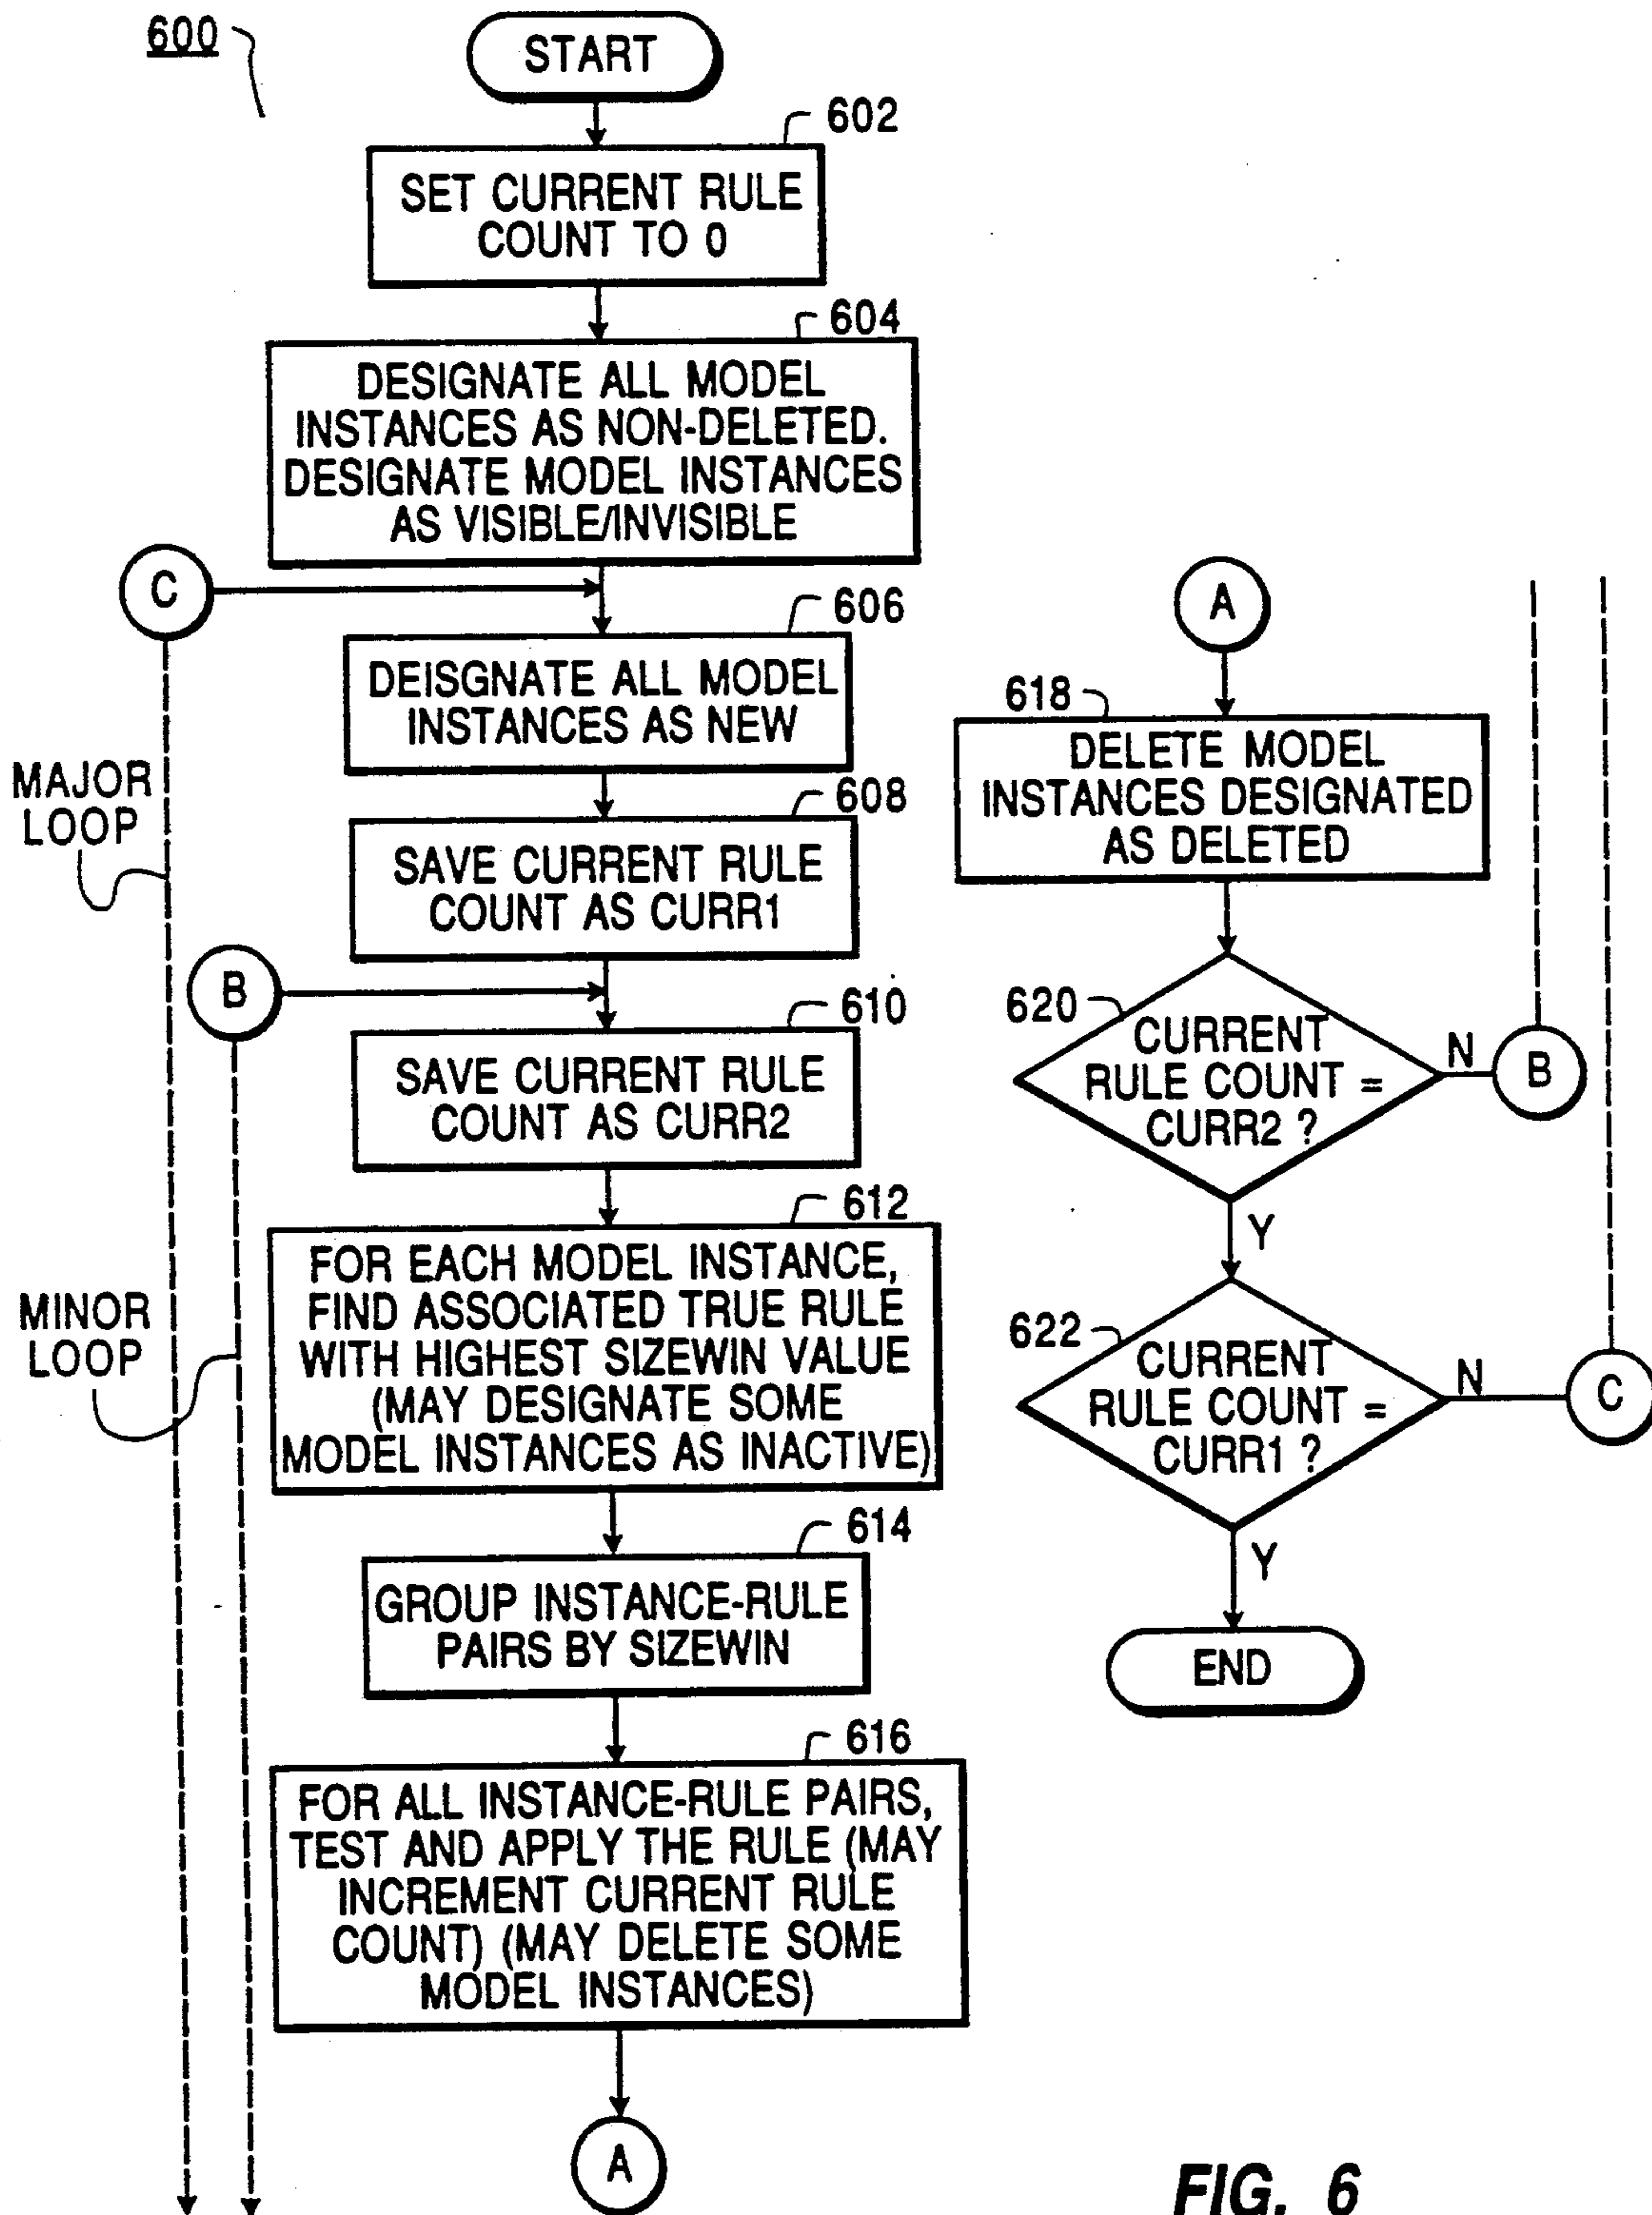 600
START
602
SET CURRENT RULE
COUNT TO 0
604
DESIGNATE ALL MODEL
INSTANCES AS NON-DELETED.
DESIGNATE MODEL INSTANCES
AS VISIBLE/INVISIBLE
C
606
DEISGNATE ALL MODEL
INSTANCES AS NEW
MAJOR
LOOP
608
SAVE CURRENT RULE
COUNT AS CURR1
B
610
SAVE CURRENT RULE
COUNT AS CURR2
612
FOR EACH MODEL INSTANCE,
FIND ASSOCIATED TRUE RULE
WITH HIGHEST SIZEWIN VALUE
(MAY DESIGNATE SOME
MODEL INSTANCES AS INACTIVE)
MINOR
LOOP
614
GROUP INSTANCE-RULE
PAIRS BY SIZEWIN
616
FOR ALL INSTANCE-RULE PAIRS,
TEST AND APPLY THE RULE (MAY
INCREMENT CURRENT RULE
COUNT) (MAY DELETE SOME
MODEL INSTANCES)
A
A
618
DELETE MODEL
INSTANCES DESIGNATED
AS DELETED
620
CURRENT
RULE COUNT =
CURR2 ?
N
B
Y
622
CURRENT
RULE COUNT =
CURR1 ?
N
C
Y
END
FIG. 6